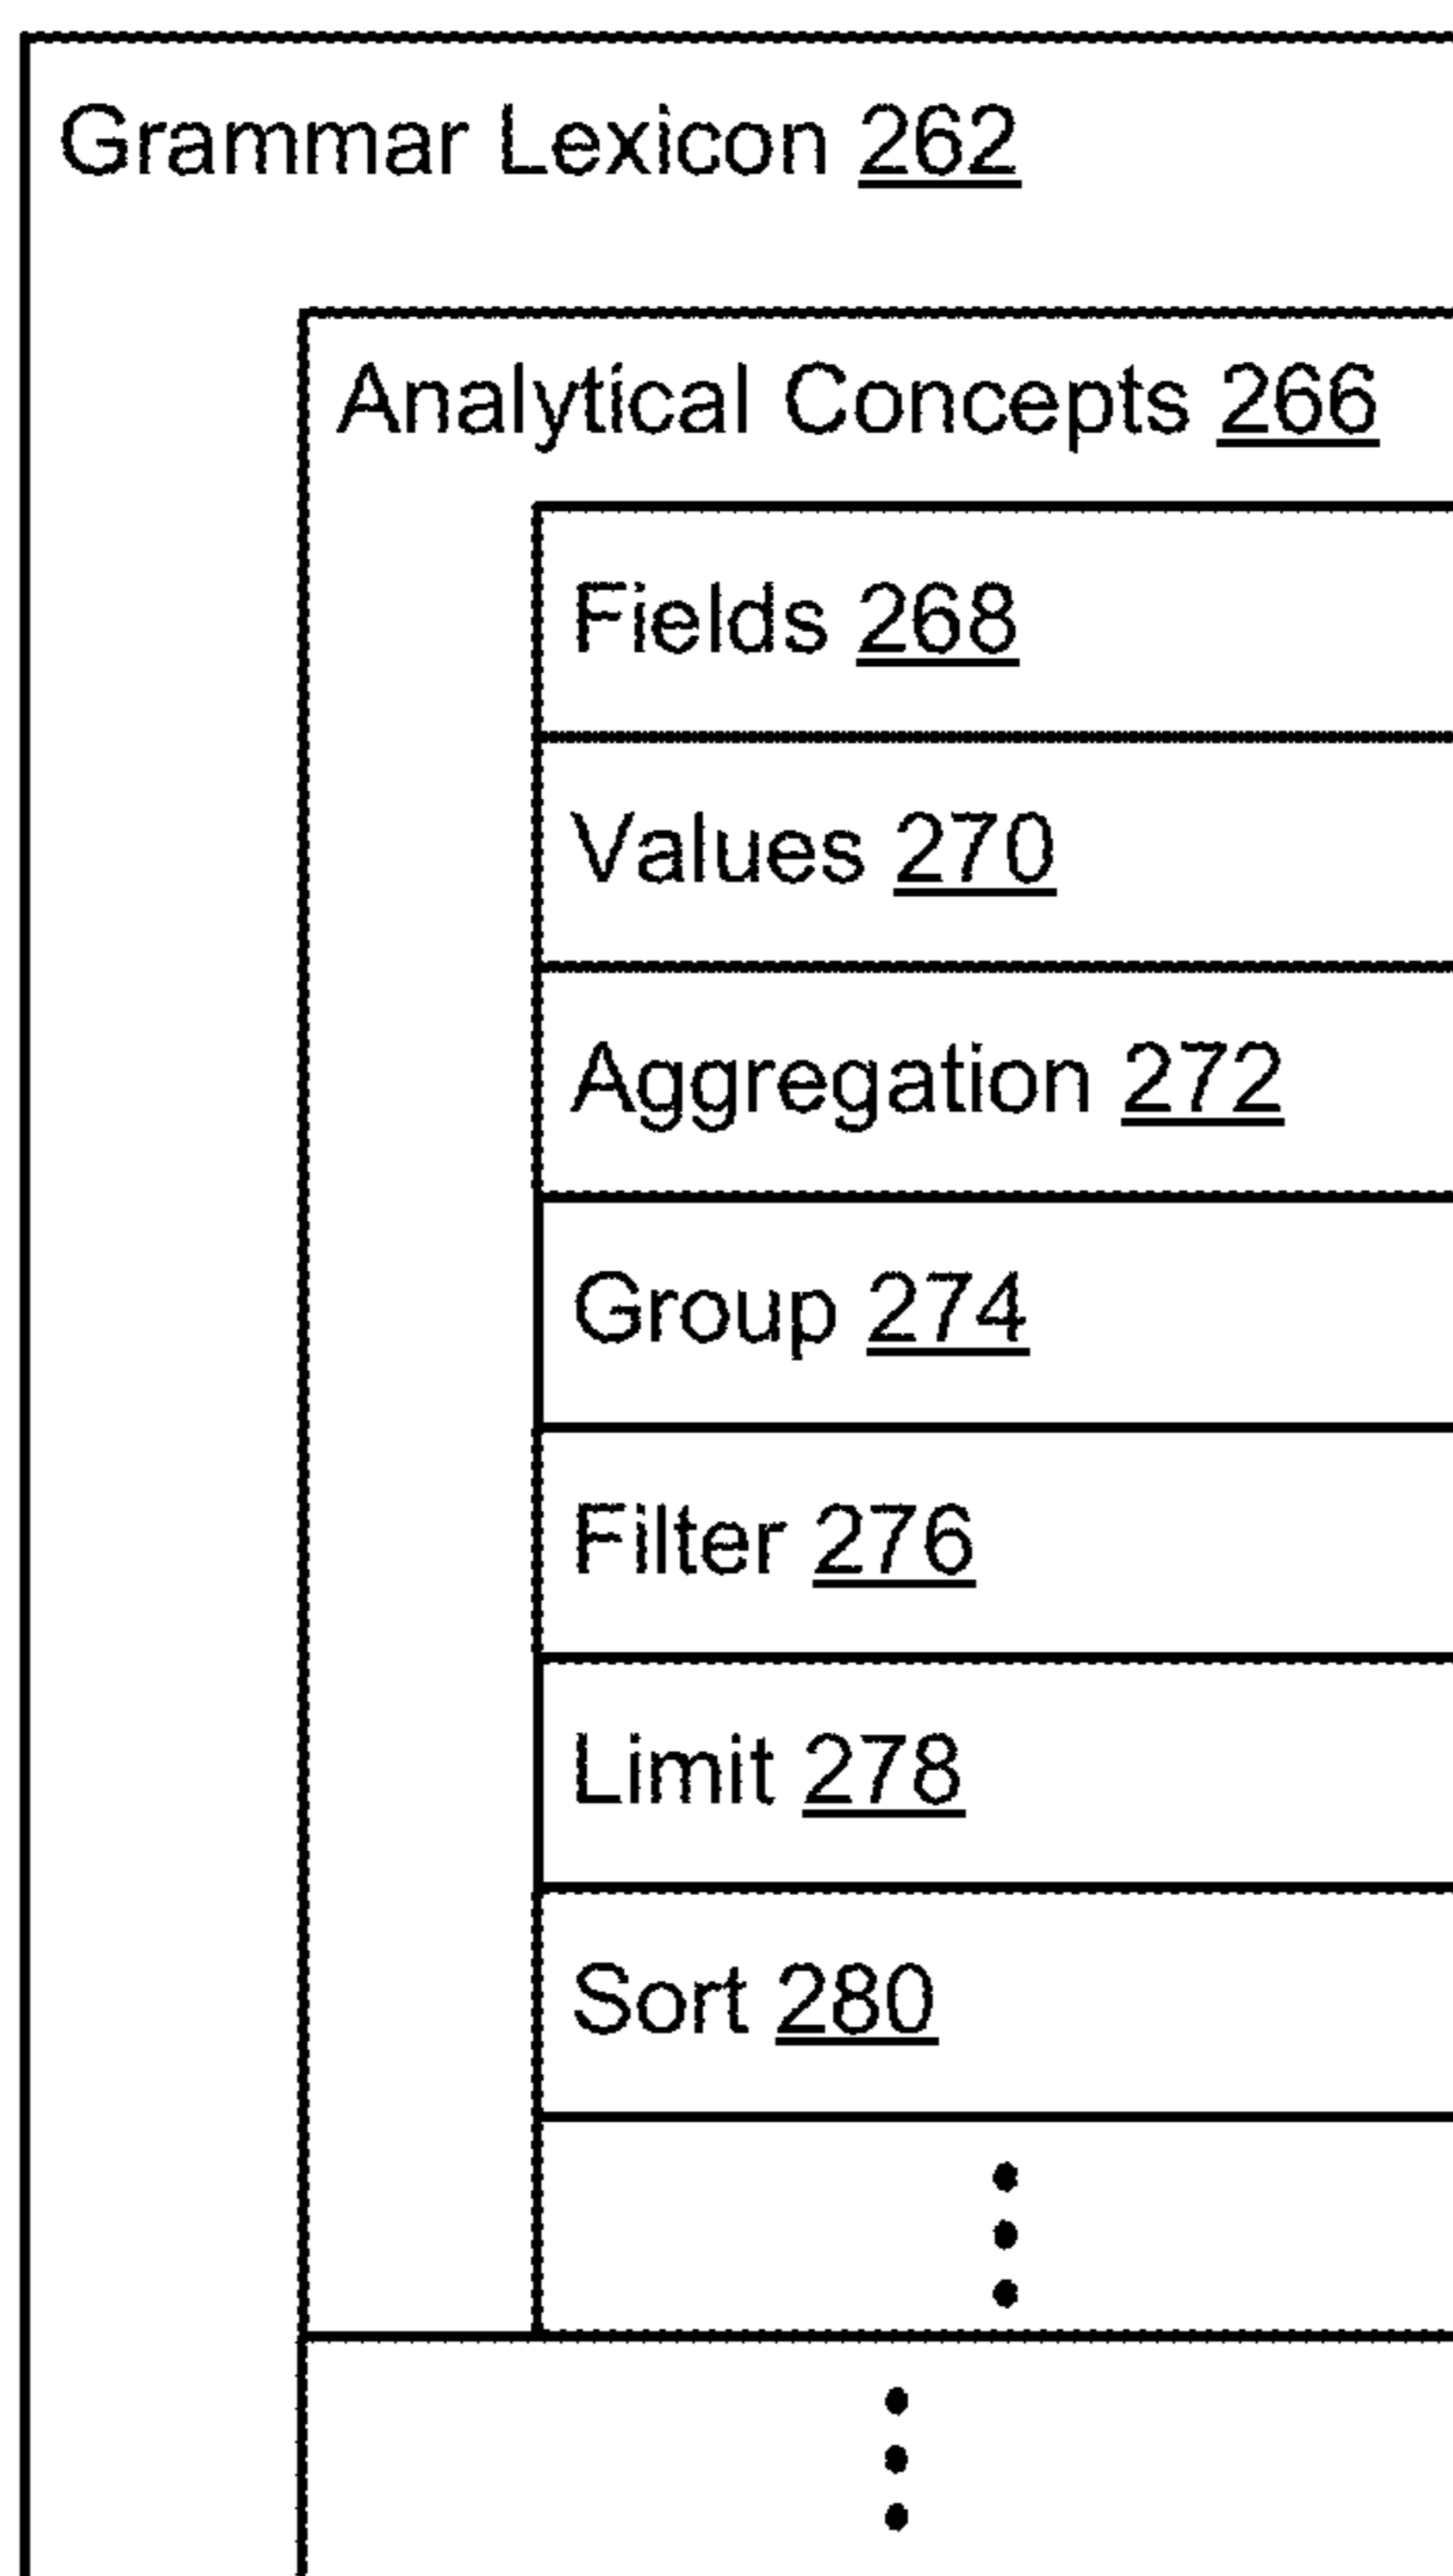 Grammar Lexicon 262
Analytical Concepts 266
Fields 268
Values 270
Aggregation 272
Group 274
Filter 276
Limit 278
Sort 280